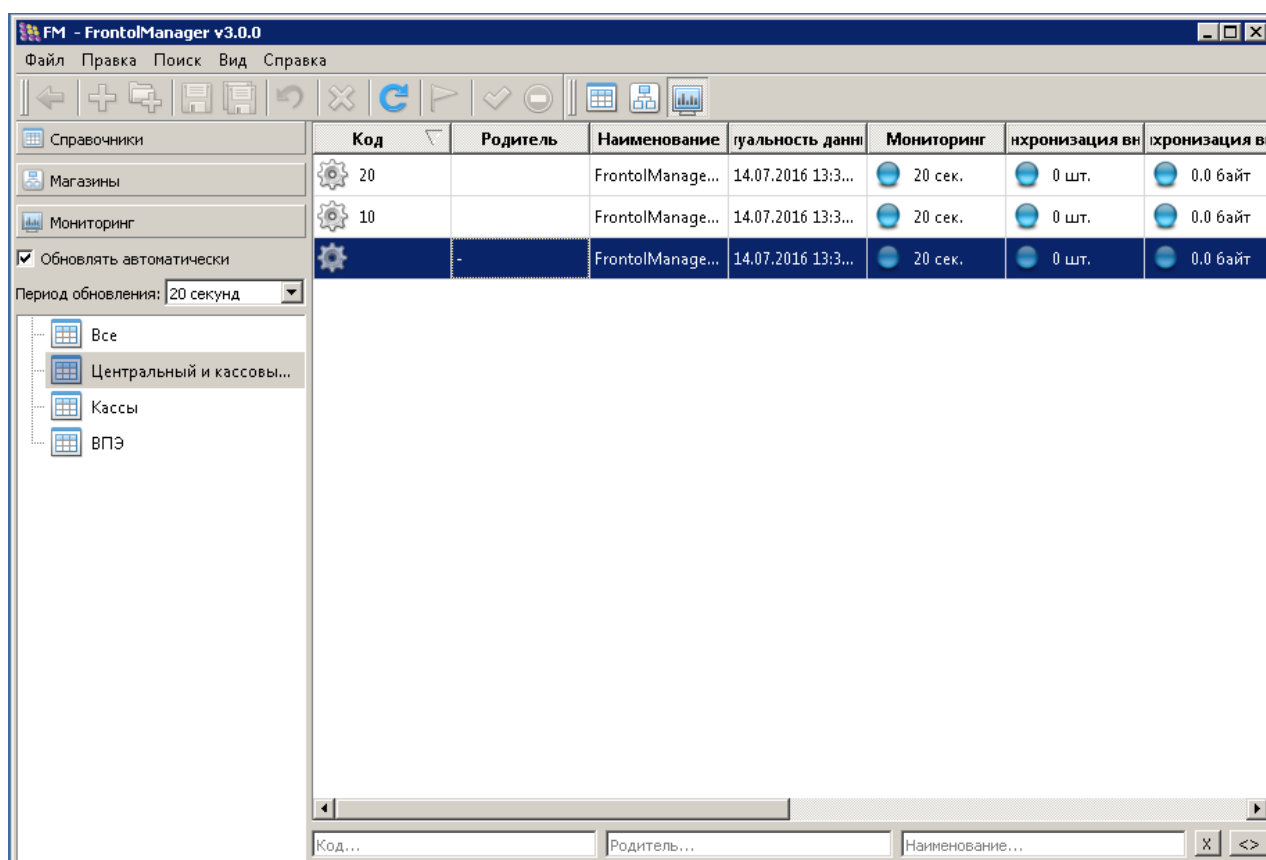 FM - FrontolManager v3.0.0
Файл Правка Поиск Вид Справка
Справочники
Магазины
Мониторинг
Обновлять автоматически
Период обновления: 20 секунд
Все
Центральный и кассовы...
Кассы
ВПЭ
Код Родитель Наименование туальность данны Мониторинг нхронизация вн хронизация в
20 FrontolManage... 14.07.2016 13:3... 20 сек. 0 шт. 0.0 байт
10 FrontolManage... 14.07.2016 13:3... 20 сек. 0 шт. 0.0 байт
- FrontolManage... 14.07.2016 13:3... 20 сек. 0 шт. 0.0 байт
Код... Родитель... Наименование... X <>